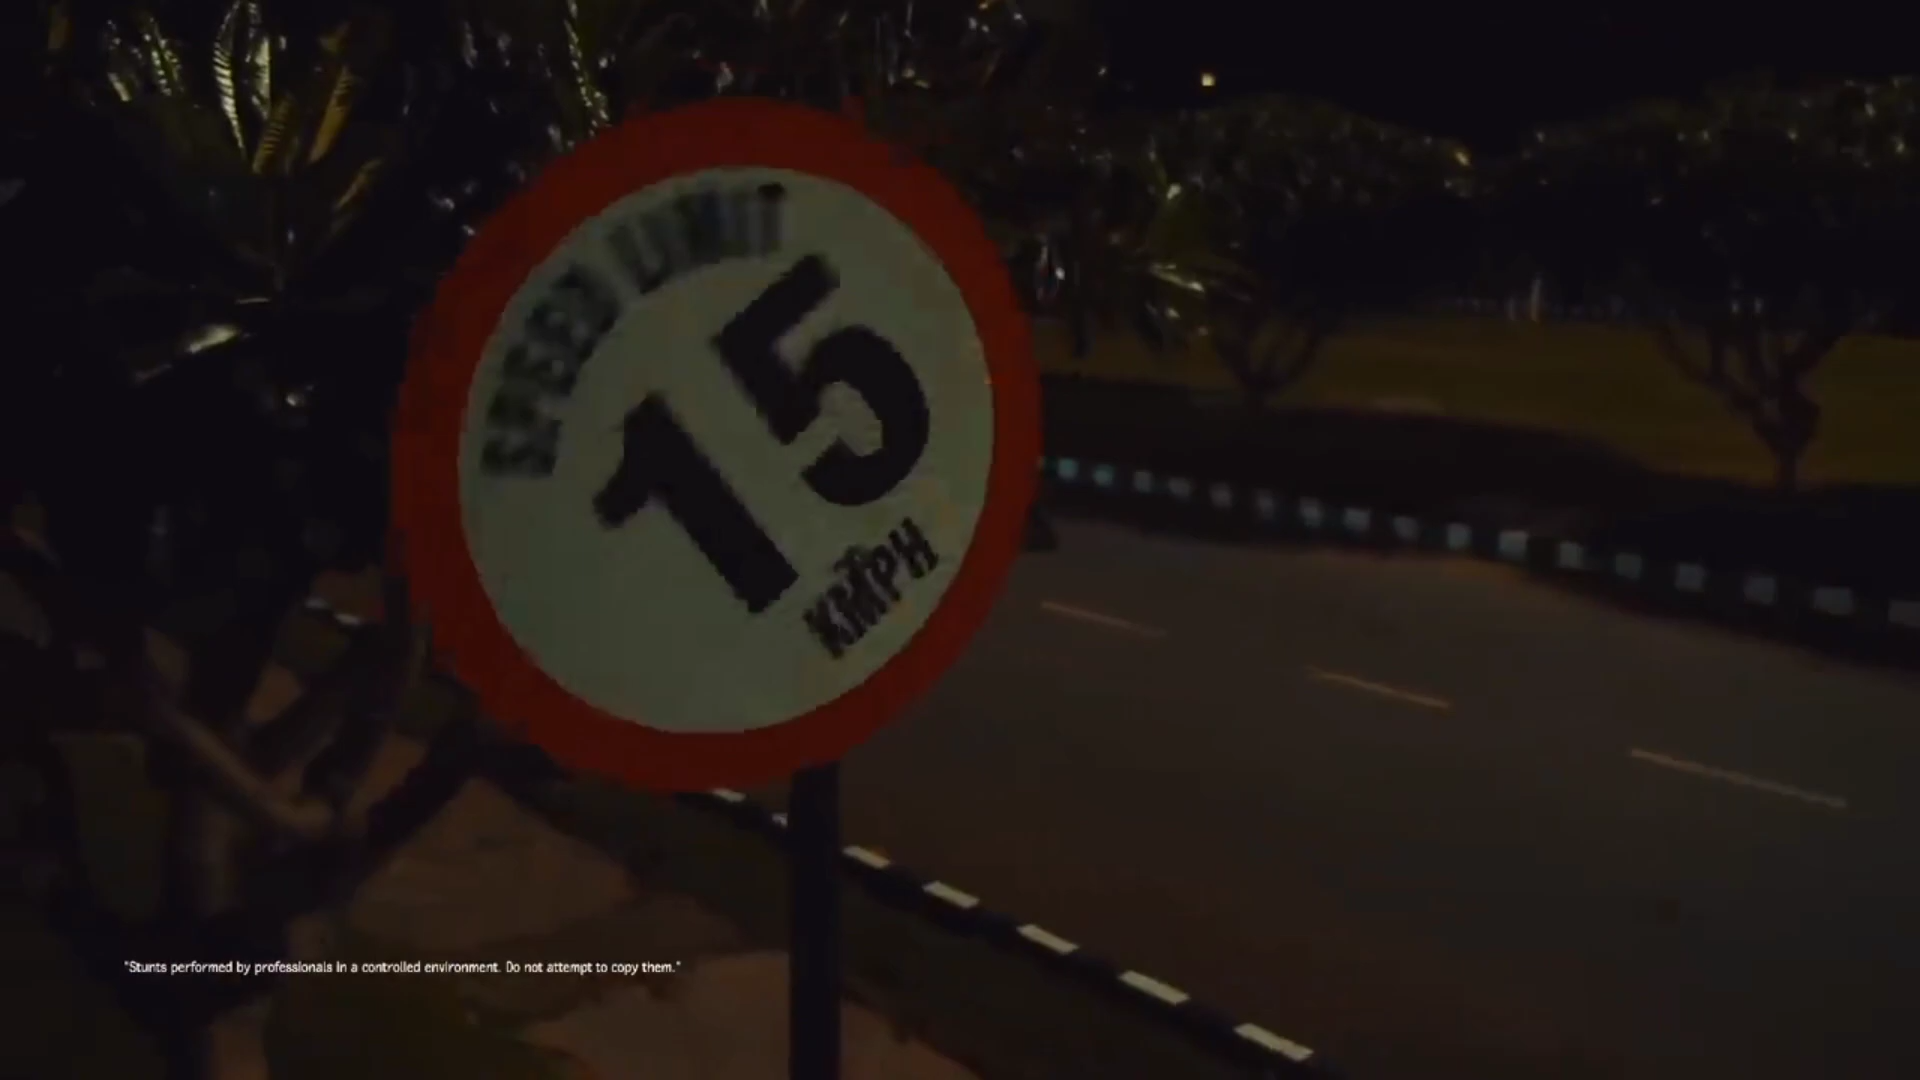 SPEED LIMIT
15
KMPH
"Stunts performed by professionals in a controlled environment. Do not attempt to copy them."